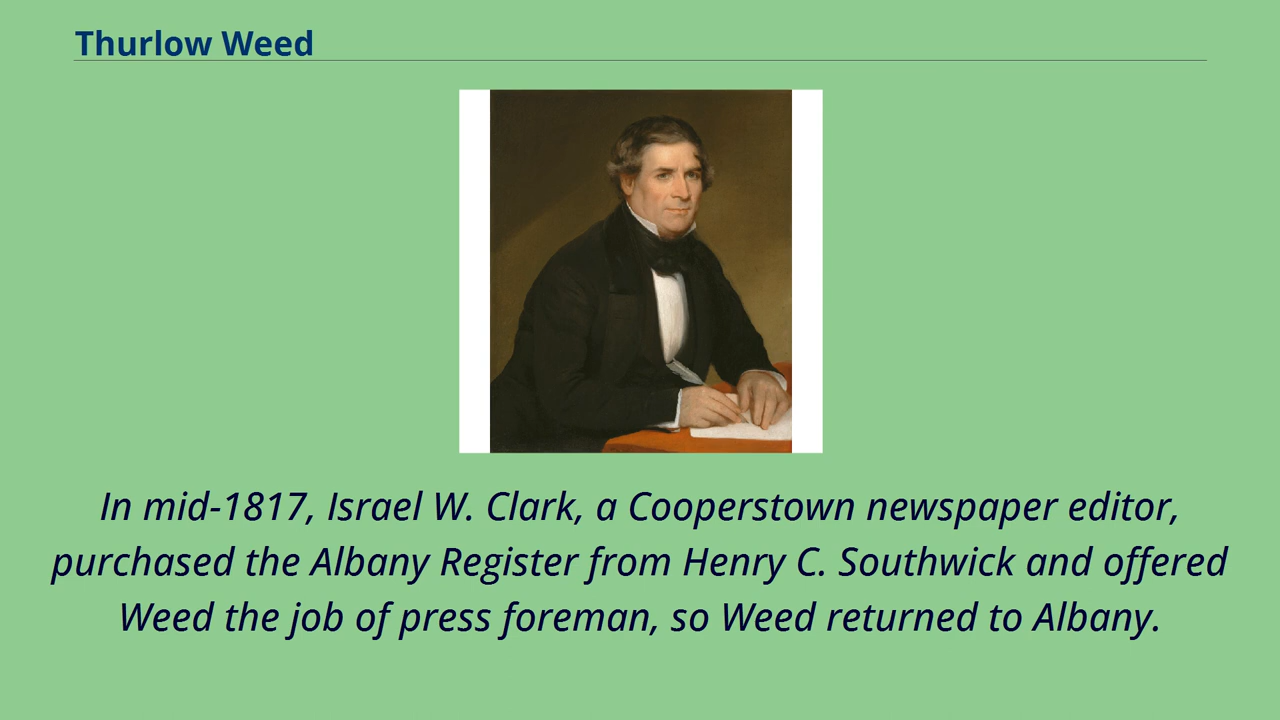 Thurlow Weed
In mid-1817, Israel W. Clark, a Cooperstown newspaper editor,
purchased the Albany Register from Henry C. Southwick and offered
Weed the job of press foreman, so Weed returned to Albany.